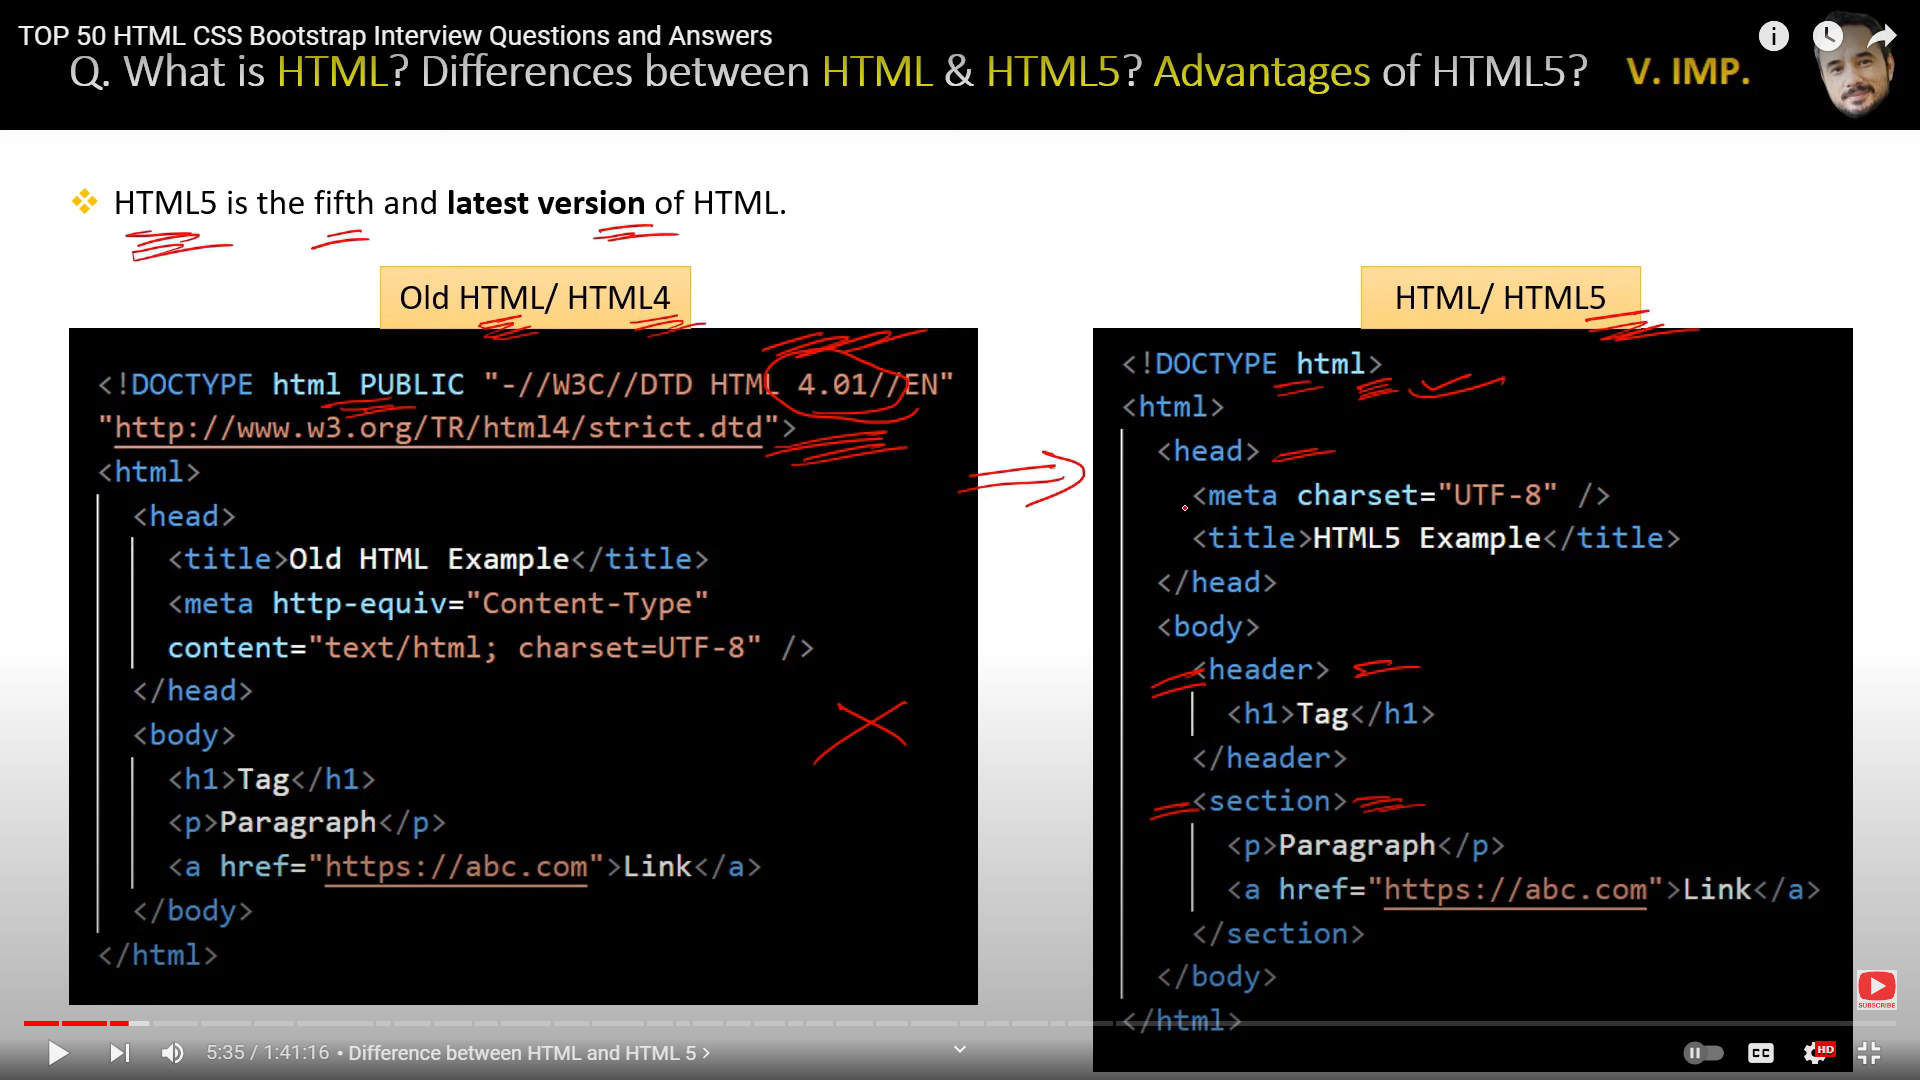 TOP 50 HTML CSS Bootstrap Interview Questions and Answers
Q. What is HTML? Differences between HTML & HTML5? Advantages of HTML5? V. IMP.
HTML5 is the fifth and latest version of HTML.
Old HTML/ HTML4
<!DOCTYPE html PUBLIC "-//W3C//DTD HTML 4.01//EN"
"http://www.w3.org/TR/html4/strict.dtd">
<html>
<head>
<title>Old HTML Example</title>
<meta http-equiv="Content-Type"
content="text/html; charset=UTF-8" />
</head>
<body>
<h1>Tag</h1>
<p>Paragraph</p>
<a href="https://abc.com">Link</a>
</body>
</html>
HTML/ HTML5
<!DOCTYPE html>
<html>
<head>
<meta charset="UTF-8" />
<title>HTML5 Example</title>
</head>
<body>
<header>
<h1>Tag</h1>
</header>
<section>
<p>Paragraph</p>
<a href="https://abc.com">Link</a>
</section>
</body>
</html>
SUBSCRIBE
5:35 / 1:41:16 • Difference between HTML and HTML 5 >
CC
HD